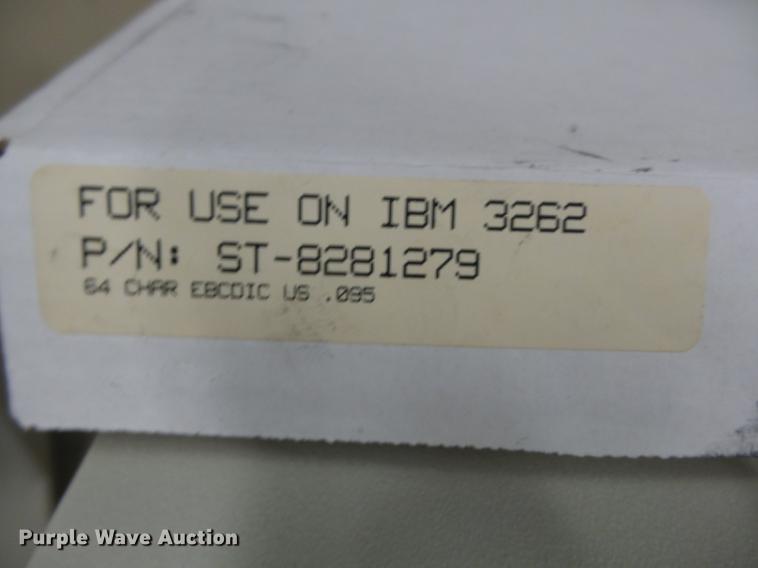 FOR USE ON IBM 3262
P/N: ST-8281279
64 CHAR EBCDIC US .095
Purple Wave Auction